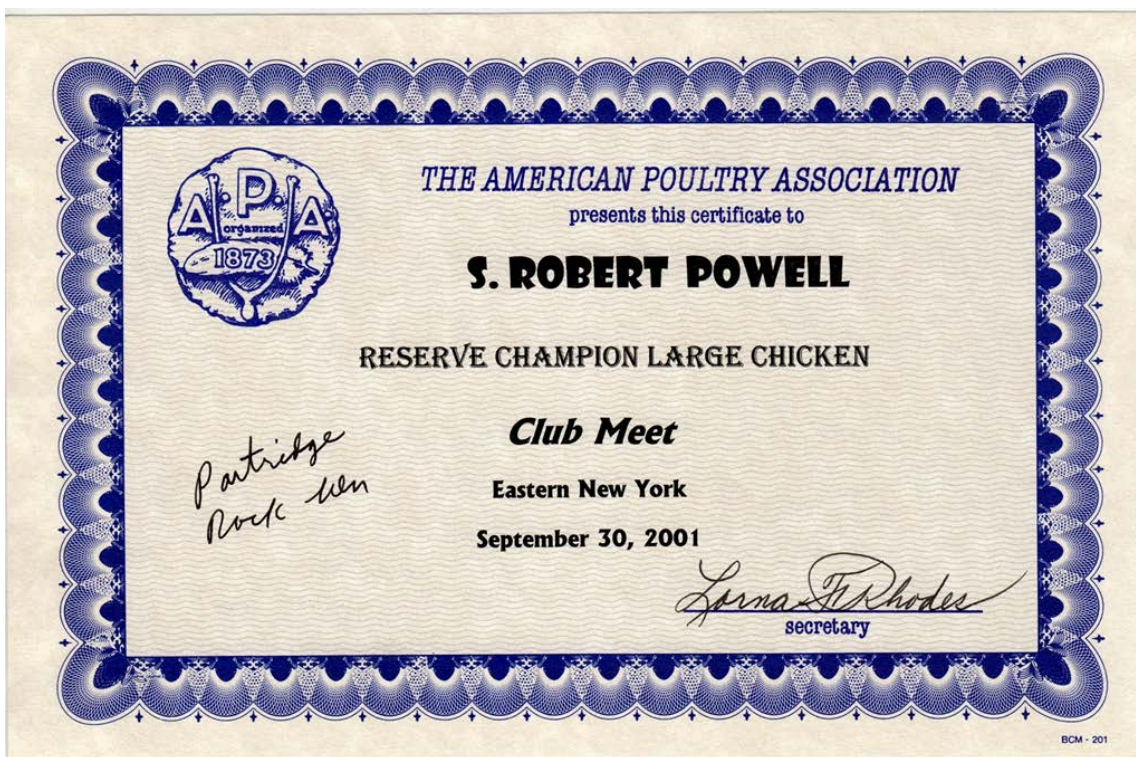 A.P.A.
organized
1873
THE AMERICAN POULTRY ASSOCIATION
presents this certificate to
S. ROBERT POWELL
RESERVE CHAMPION LARGE CHICKEN
Club Meet
Eastern New York
September 30, 2001
Partridge
Rock hen
Lorna F. Rhodes
secretary
BCM - 201